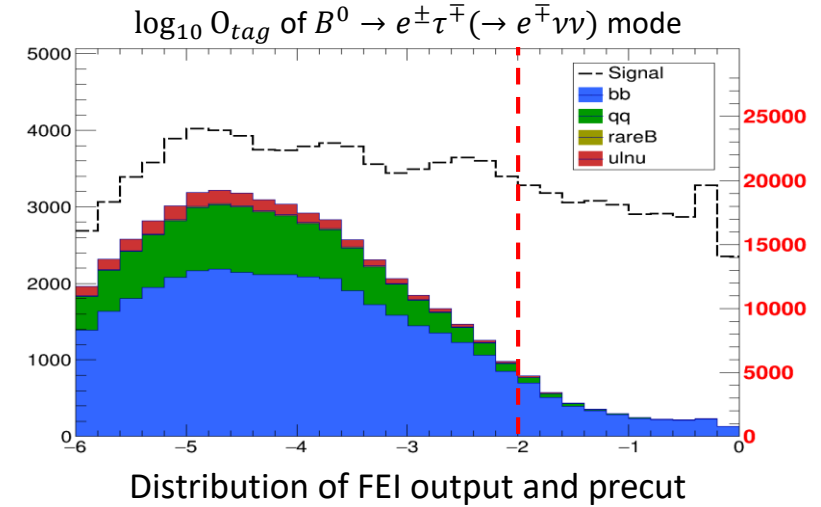 log₁₀ O_tag of B⁰ → e^± τ^∓(→ e^∓ νν) mode
5000
4000
3000
2000
1000
0
Signal
bb
qq
rareB
ulnu
25000
20000
15000
10000
5000
0
−6 −5 −4 −3 −2 −1 0
Distribution of FEI output and precut